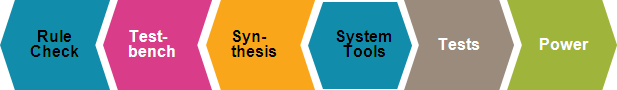 Rule
Check
Test-
bench
Syn-
thesis
System
Tools
Tests
Power